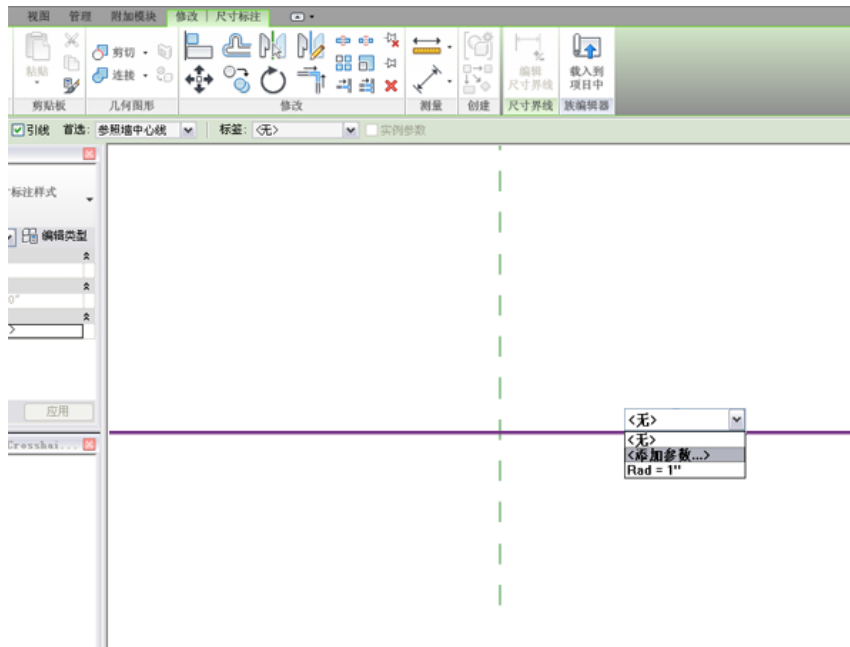 视图 管理 附加模块 修改 | 尺寸标注
粘贴 剪切 连接 编辑 尺寸界线 载入到 项目中
剪贴板 几何图形 修改 测量 创建 尺寸界线 族编辑器
引线 首选: 参照墙中心线 标签: <无> 实例参数
标注样式
编辑类型
0"
>
应用
<无>
<无>
<添加参数...>
Rad = 1"
Crosshai...